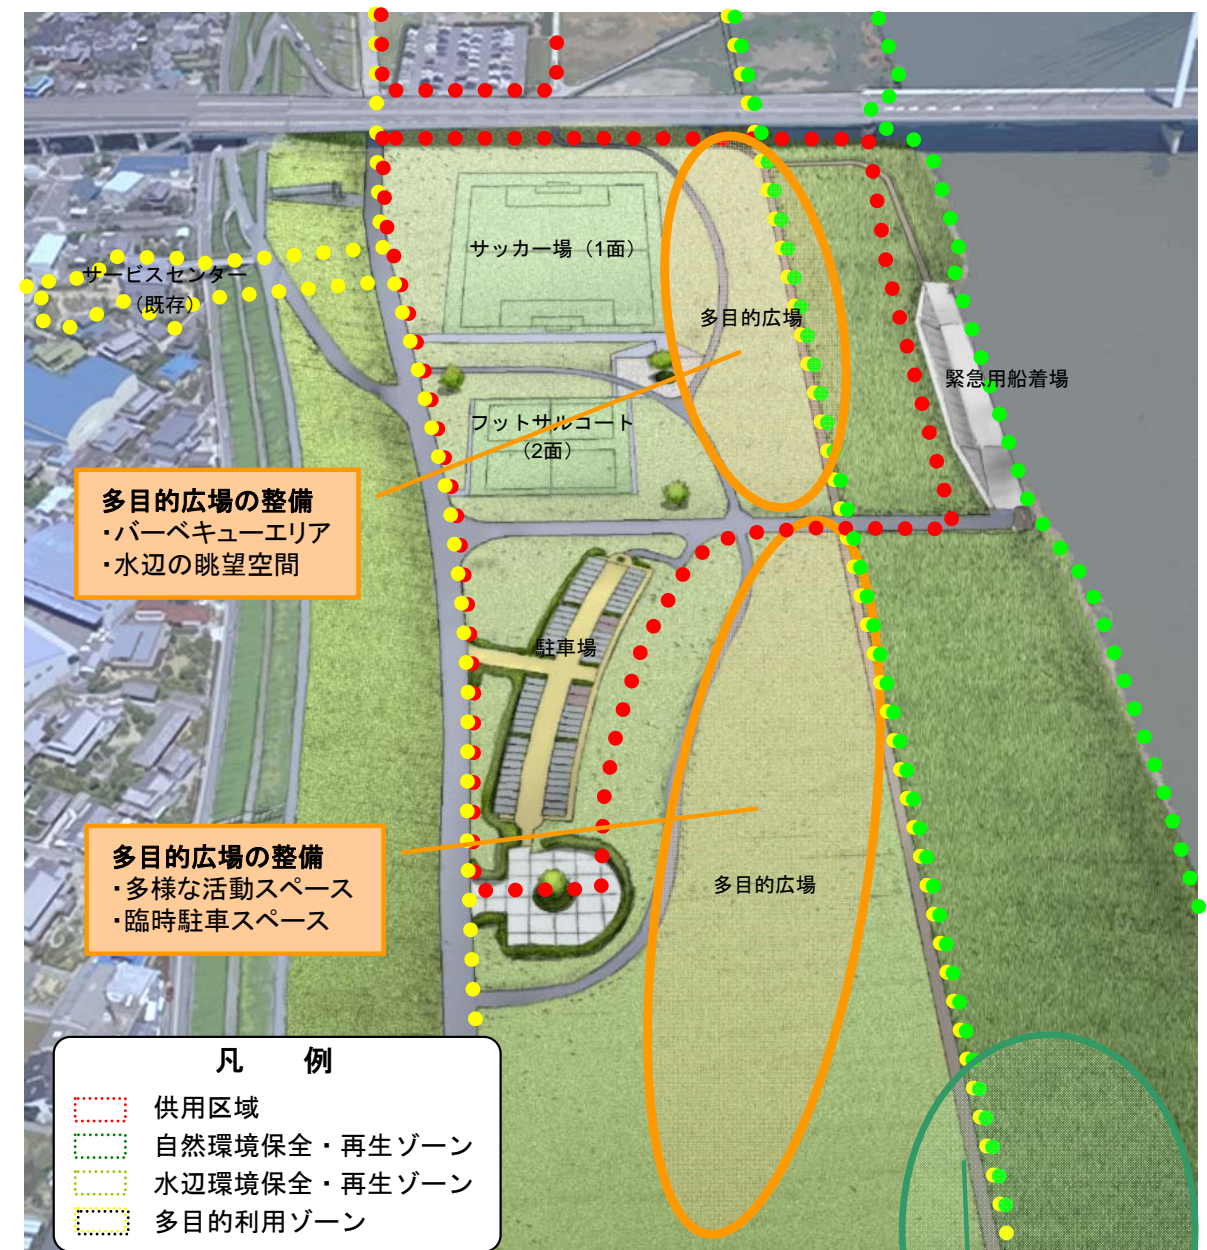 サッカー場（1面）
サービスセンター
（既存）
多目的広場
緊急用船着場
フットサルコート
（2面）
多目的広場の整備
・バーベキューエリア
・水辺の眺望空間
駐車場
多目的広場の整備
・多様な活動スペース
・臨時駐車スペース
多目的広場
凡　例
供用区域
自然環境保全・再生ゾーン
水辺環境保全・再生ゾーン
多目的利用ゾーン